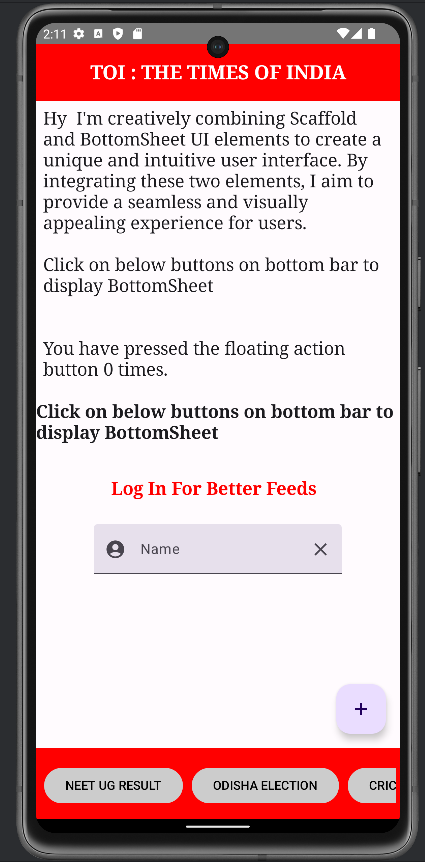 2:11
TOI : THE TIMES OF INDIA
Hy  I'm creatively combining Scaffold
and BottomSheet UI elements to create a
unique and intuitive user interface. By
integrating these two elements, I aim to
provide a seamless and visually
appealing experience for users.
Click on below buttons on bottom bar to
display BottomSheet
You have pressed the floating action
button 0 times.
Click on below buttons on bottom bar to
display BottomSheet
Log In For Better Feeds
Name
NEET UG RESULT ODISHA ELECTION CRIC